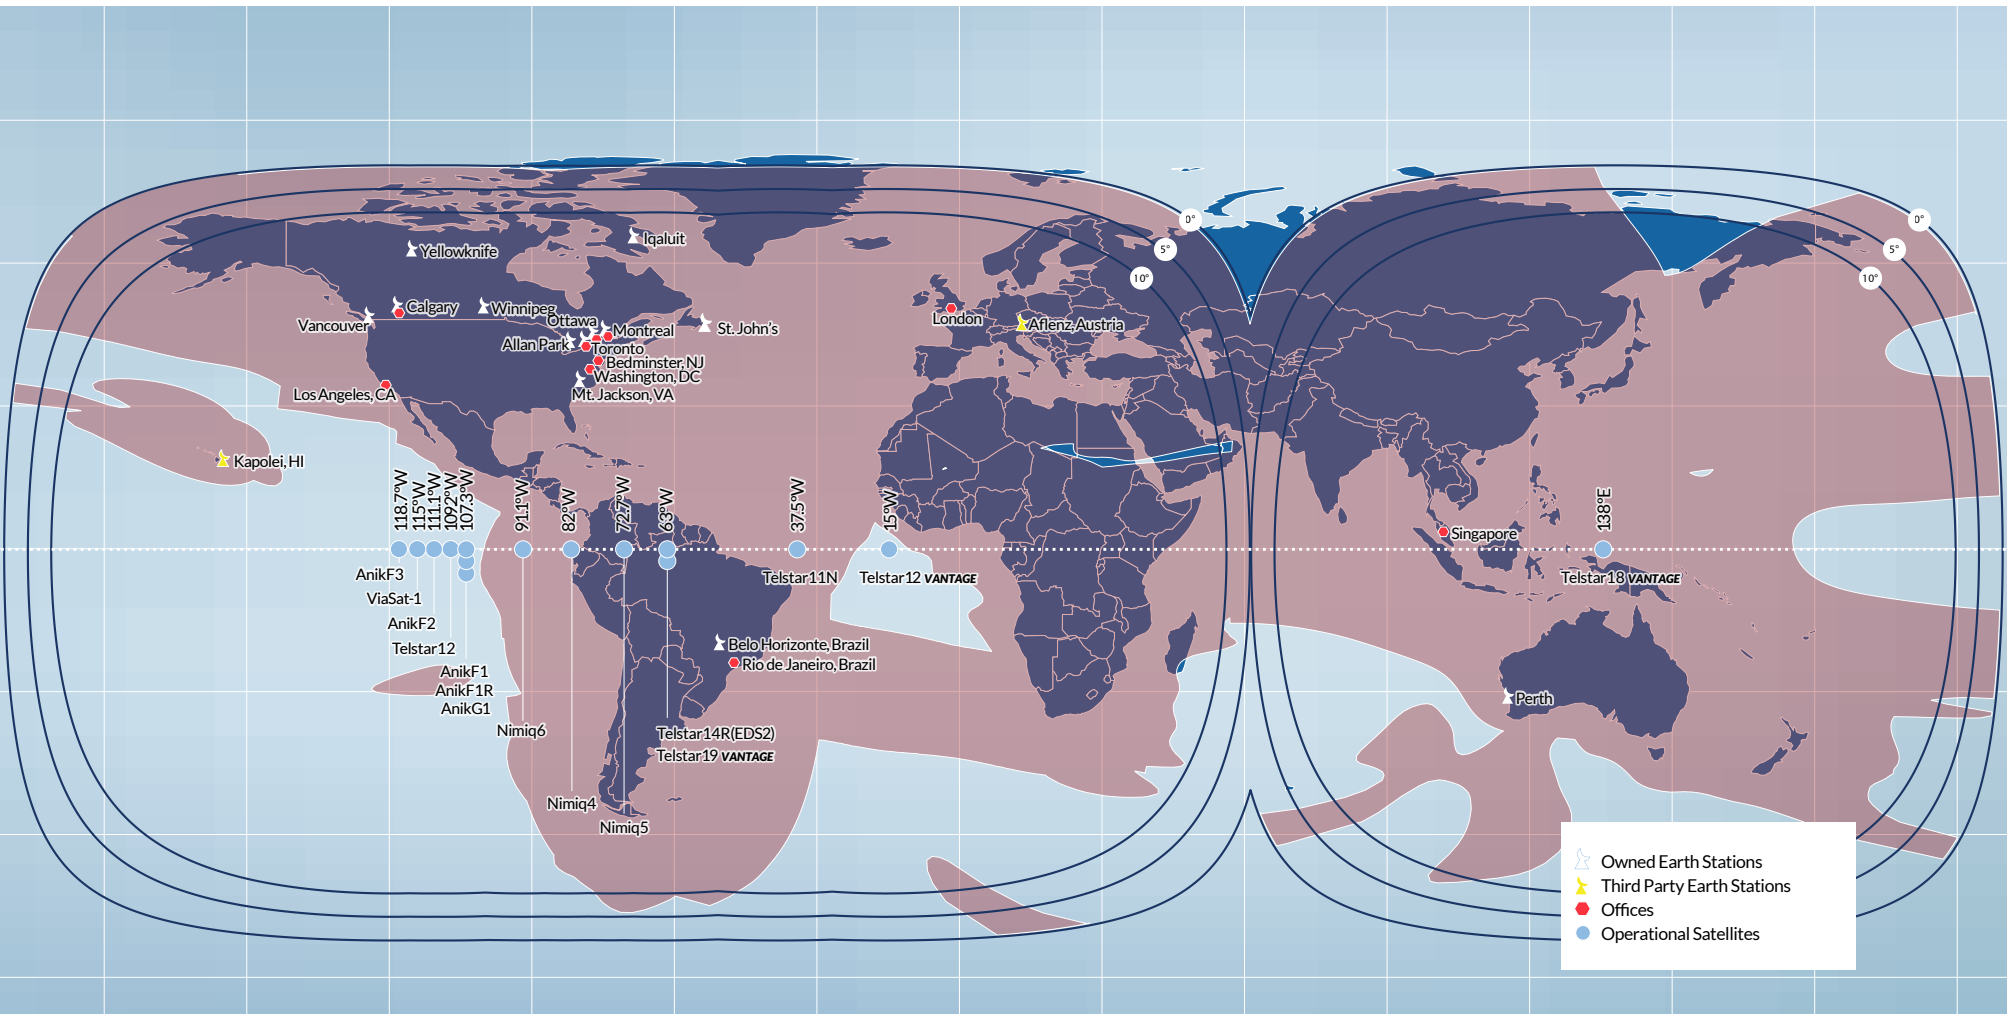 0°
0°
Iqaluit
Yellowknife
5°
5°
10°
10°
Calgary
Winnipeg
Vancouver
Ottawa
London
Montreal
St. John's
Aflenz, Austria
Allan Park
Toronto
Bedminster, NJ
Washington, DC
Los Angeles, CA
Mt. Jackson, VA
Kapolei, HI
118.7°W
115°W
111.1°W
109.2°W
107.3°W
91.1°W
82°W
72.7°W
63°W
37.5°W
15°W
138°E
Singapore
AnikF3
Telstar11N
Telstar12 VANTAGE
Telstar18 VANTAGE
ViaSat-1
AnikF2
Telstar12
Belo Horizonte, Brazil
Rio de Janeiro, Brazil
AnikF1
AnikF1R
AnikG1
Perth
Nimiq6
Telstar14R(EDS2)
Telstar19 VANTAGE
Nimiq4
Nimiq5
Owned Earth Stations
Third Party Earth Stations
Offices
Operational Satellites